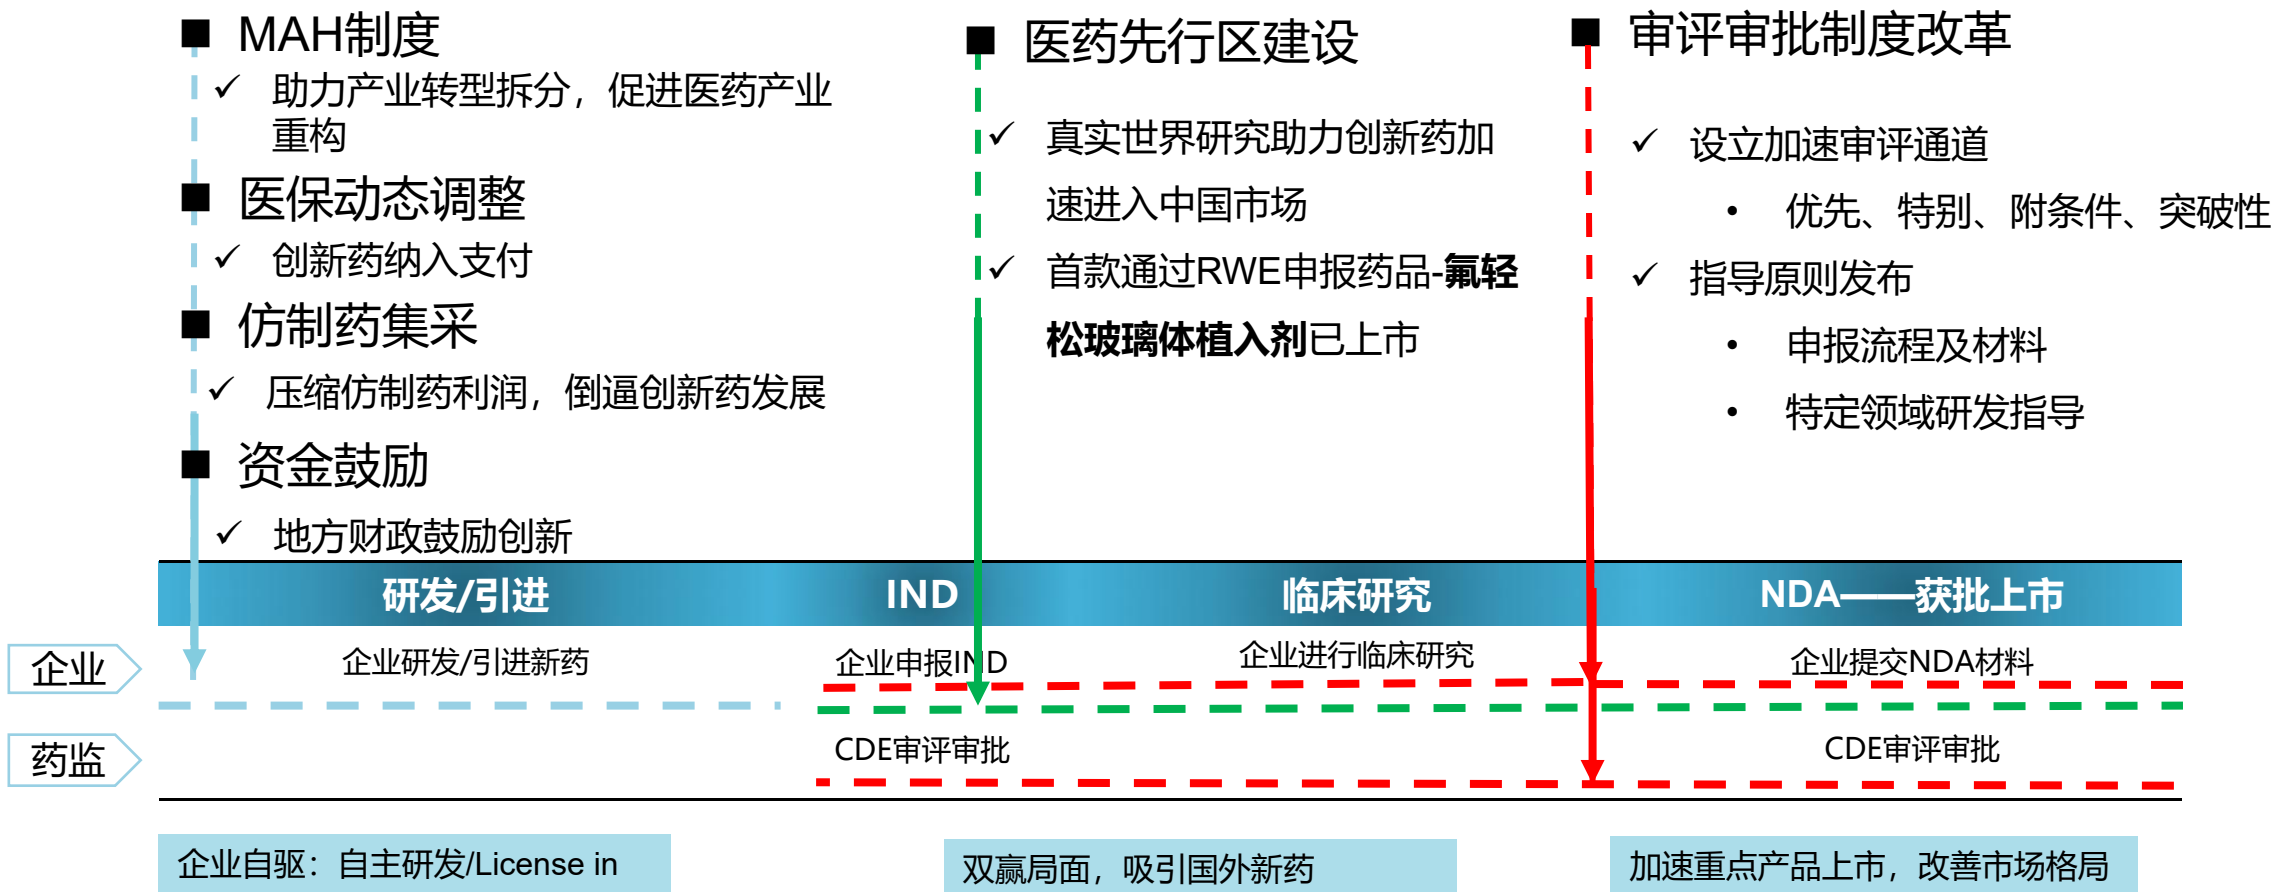 MAH制度
助力产业转型拆分，促进医药产业
重构
医保动态调整
创新药纳入支付
仿制药集采
压缩仿制药利润，倒逼创新药发展
资金鼓励
地方财政鼓励创新
医药先行区建设
真实世界研究助力创新药加
速进入中国市场
首款通过RWE申报药品-氟轻
松玻璃体植入剂已上市
审评审批制度改革
设立加速审评通道
优先、特别、附条件、突破性
指导原则发布
申报流程及材料
特定领域研发指导
研发/引进
IND
临床研究
NDA——获批上市
企业
企业研发/引进新药
企业申报IND
企业进行临床研究
企业提交NDA材料
药监
CDE审评审批
CDE审评审批
企业自驱：自主研发/License in
双赢局面，吸引国外新药
加速重点产品上市，改善市场格局